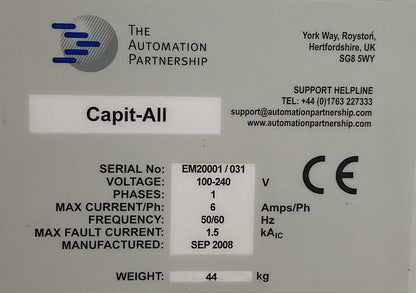 THE
AUTOMATION
PARTNERSHIP
York Way, Royston,
Hertfordshire, UK
SG8 5WY
SUPPORT HELPLINE
TEL: +44 (0)1763 227333
support@automationpartnership.com
www.automationpartnership.com
Capit-All
SERIAL No: EM20001 / 031
VOLTAGE: 100-240 V
PHASES: 1
MAX CURRENT/Ph: 6 Amps/Ph
FREQUENCY: 50/60 Hz
MAX FAULT CURRENT: 1.5 kAIC
MANUFACTURED: SEP 2008
CE
WEIGHT: 44 kg